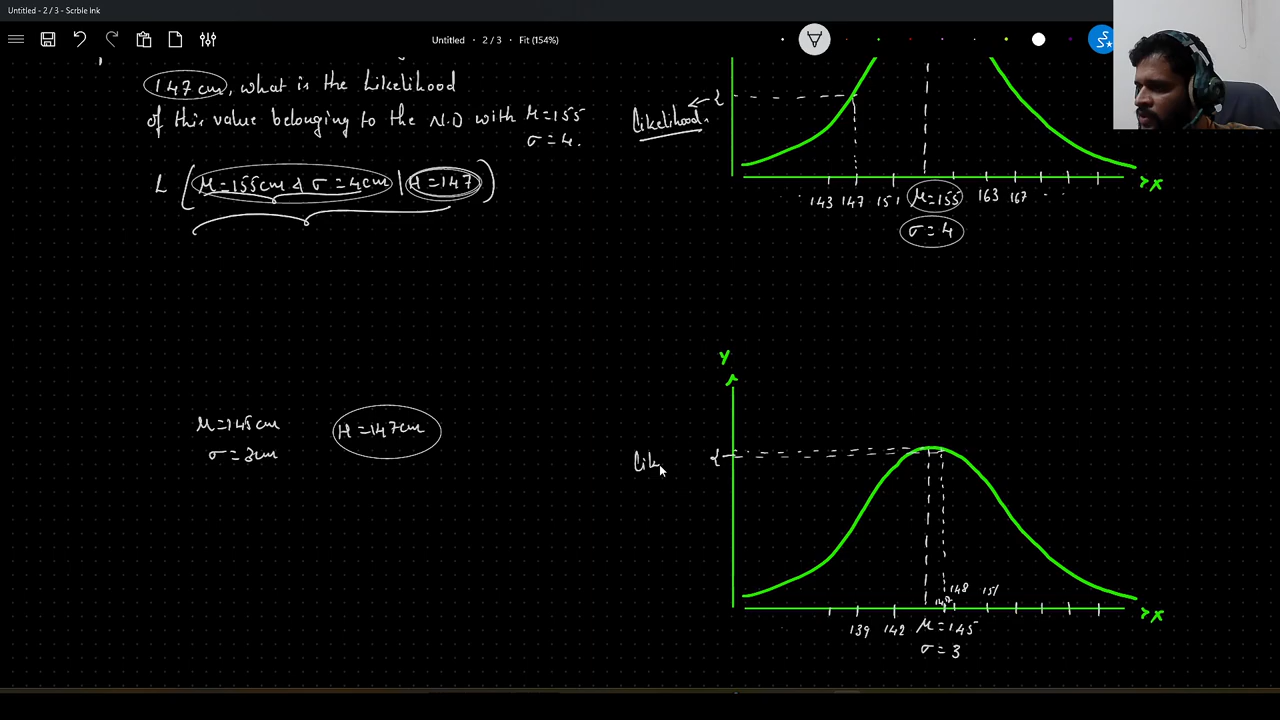 Untitled - 2 / 3 - Scrble Ink
Untitled • 2 / 3 • Fit (154%)
147 cm, what is the Likelihood
of this value belonging to the N.D with μ=155
σ=4.
L (μ=155cm & σ=4cm | H=147)
L
Likelihood.
143 147 151 μ=155 163 167 . .
σ=4
>x
μ=145cm
σ=3cm
H=147cm
y
lik
L
148 151
147
139 142 μ=145
σ=3
>x